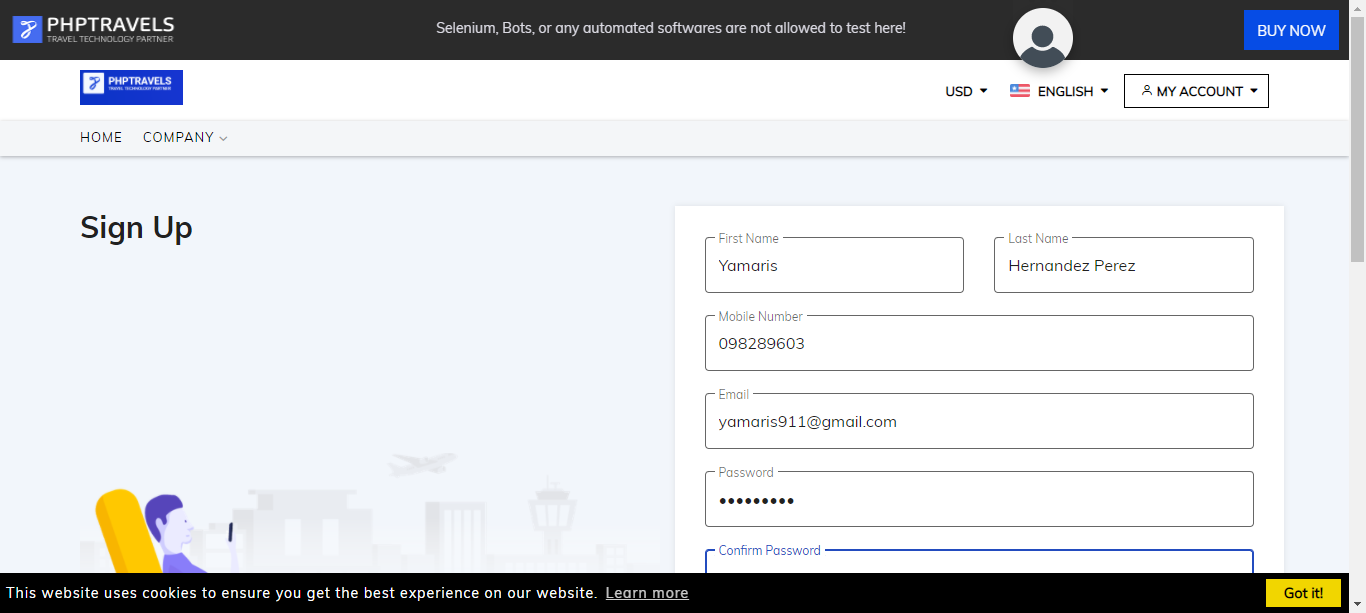 PHPTRAVELS
TRAVEL TECHNOLOGY PARTNER
Selenium, Bots, or any automated softwares are not allowed to test here!
BUY NOW
PHPTRAVELS
TRAVEL TECHNOLOGY PARTNER
USD
ENGLISH
MY ACCOUNT
HOME
COMPANY
Sign Up
First Name
Yamaris
Last Name
Hernandez Perez
Mobile Number
098289603
Email
yamaris911@gmail.com
Password
•••••••••
Confirm Password
This website uses cookies to ensure you get the best experience on our website. Learn more
Got it!